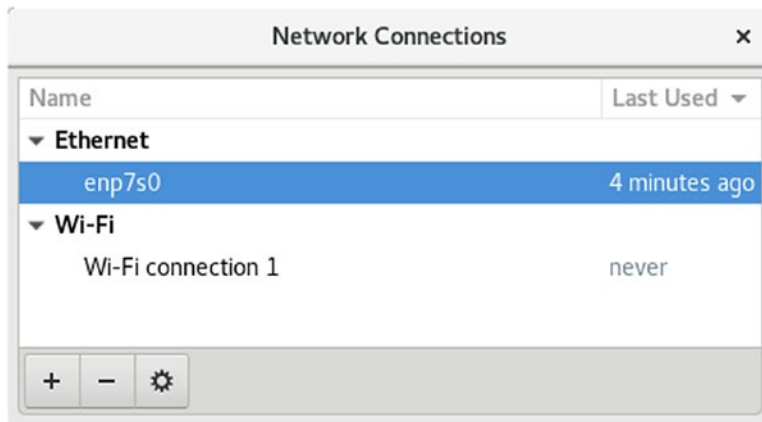 Network Connections ×
Name Last Used
Ethernet
enp7s0 4 minutes ago
Wi-Fi
Wi-Fi connection 1 never
+ −